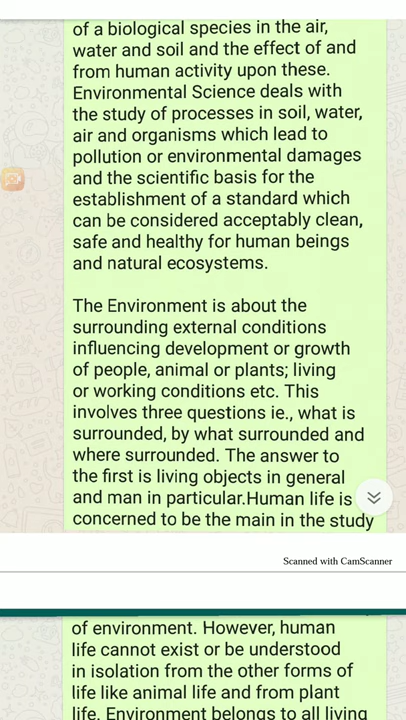 of a biological species in the air,
water and soil and the effect of and
from human activity upon these.
Environmental Science deals with
the study of processes in soil, water,
air and organisms which lead to
pollution or environmental damages
and the scientific basis for the
establishment of a standard which
can be considered acceptably clean,
safe and healthy for human beings
and natural ecosystems.
The Environment is about the
surrounding external conditions
influencing development or growth
of people, animal or plants; living
or working conditions etc. This
involves three questions ie., what is
surrounded, by what surrounded and
where surrounded. The answer to
the first is living objects in general
and man in particular.Human life is
concerned to be the main in the study
Scanned with CamScanner
of environment. However, human
life cannot exist or be understood
in isolation from the other forms of
life like animal life and from plant
life. Environment belongs to all living